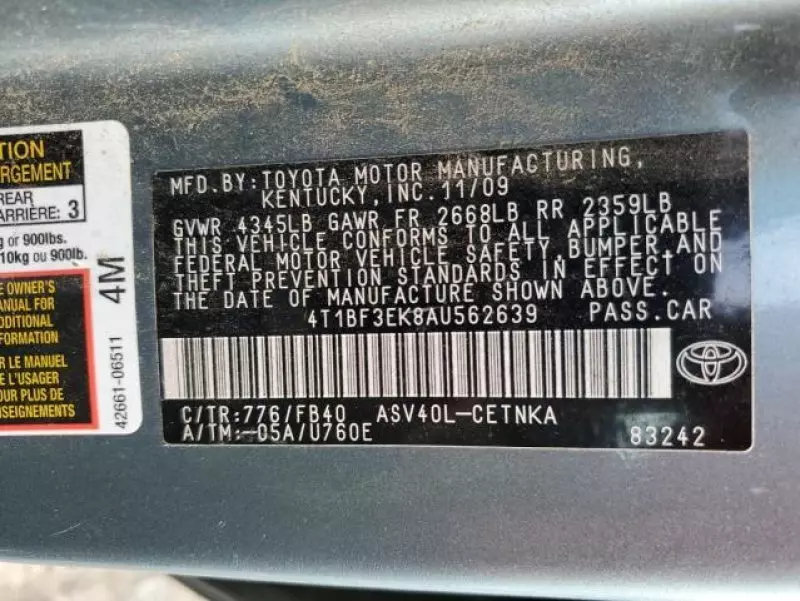 TION
RGEMENT
REAR
ARRIÈRE: 3
g or 900lbs.
10kg ou 900lb.
E OWNER'S
ANUAL FOR
ADDITIONAL
FORMATION
R LE MANUEL
E L'USAGER
R PLUS DE
NSEIGNEMENTS
4M
42661-06511
MFD.BY:TOYOTA MOTOR MANUFACTURING,
KENTUCKY,INC.11/09
GVWR 4345LB GAWR FR 2668LB RR 2359LB
THIS VEHICLE CONFORMS TO ALL APPLICABLE
FEDERAL MOTOR VEHICLE SAFETY,BUMPER,AND
THEFT PREVENTION STANDARDS IN EFFECT ON
THE DATE OF MANUFACTURE SHOWN ABOVE.
4T1BF3EK8AU562639 PASS.CAR
C/TR:776/FB40 ASV40L-CETNKA
A/TM:-05A/U760E 83242